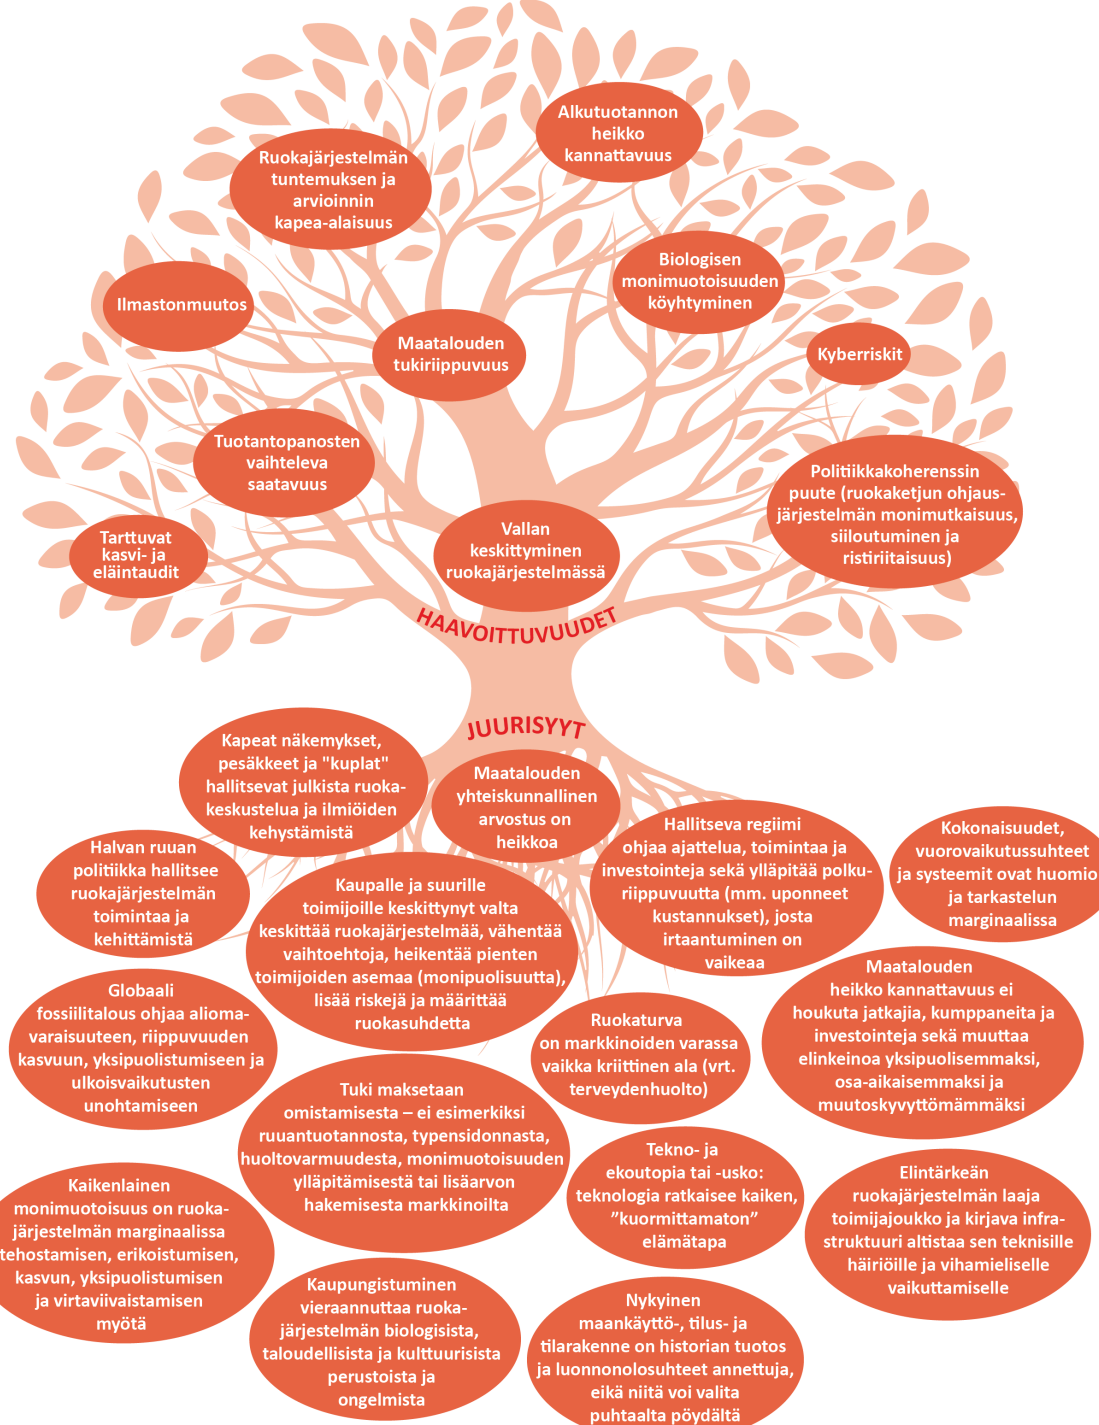 Alkutuotannon
heikko
kannattavuus
Ruokajärjestelmän
tuntemuksen ja
arvioinnin
kapea-alaisuus
Biologisen
monimuotoisuuden
köyhtyminen
Ilmastonmuutos
Maatalouden
tukiriippuvuus
Kyberriskit
Tuotantopanosten
vaihteleva
saatavuus
Politiikkakoherenssin
puute (ruokaketjun ohjaus-
järjestelmän monimutkaisuus,
siiloutuminen ja
ristiriitaisuus)
Vallan
keskittyminen
ruokajärjestelmässä
Tarttuvat
kasvi- ja
eläintaudit
HAAVOITTUVUUDET
JUURISYYT
Kapeat näkemykset,
pesäkkeet ja "kuplat"
hallitsevat julkista ruoka-
keskustelua ja ilmiöiden
kehystämistä
Maatalouden
yhteiskunnallinen
arvostus on
heikkoa
Hallitseva regiimi
ohjaa ajattelua, toimintaa ja
investointeja sekä ylläpitää polku-
riippuvuutta (mm. uponneet
kustannukset), josta
irtaantuminen on
vaikeaa
Kokonaisuudet,
vuorovaikutussuhteet
ja systeemit ovat huomio
ja tarkastelun
marginaalissa
Halvan ruuan
politiikka hallitsee
ruokajärjestelmän
toimintaa ja
kehittämistä
Kaupalle ja suurille
toimijoille keskittynyt valta
keskittää ruokajärjestelmää, vähentää
vaihtoehtoja, heikentää pienten
toimijoiden asemaa (monipuolisuutta),
lisää riskejä ja määrittää
ruokasuhdetta
Maatalouden
heikko kannattavuus ei
houkuta jatkajia, kumppaneita ja
investointeja sekä muuttaa
elinkeinoa yksipuolisemmaksi,
osa-aikaisemmaksi ja
muutoskyvyttömämmäksi
Globaali
fossiilitalous ohjaa alioma-
varaisuuteen, riippuvuuden
kasvuun, yksipuolistumiseen ja
ulkoisvaikutusten
unohtamiseen
Ruokaturva
on markkinoiden varassa
vaikka kriittinen ala (vrt.
terveydenhuolto)
Tuki maksetaan
omistamisesta – ei esimerkiksi
ruuantuotannosta, typensidonnasta,
huoltovarmuudesta, monimuotoisuuden
ylläpitämisestä tai lisäarvon
hakemisesta markkinoilta
Tekno- ja
ekoutopia tai -usko:
teknologia ratkaisee kaiken,
”kuormittamaton”
elämätapa
Elintärkeän
ruokajärjestelmän laaja
toimijajoukko ja kirjava infra-
struktuuri altistaa sen teknisille
häiriöille ja vihamieliselle
vaikuttamiselle
Kaikenlainen
monimuotoisuus on ruoka-
järjestelmän marginaalissa
tehostamisen, erikoistumisen,
kasvun, yksipuolistumisen
ja virtaviivaistamisen
myötä
Kaupungistuminen
vieraannuttaa ruoka-
järjestelmän biologisista,
taloudellisista ja kulttuurisista
perustoista ja
ongelmista
Nykyinen
maankäyttö-, tilus- ja
tilarakenne on historian tuotos
ja luonnonolosuhteet annettuja,
eikä niitä voi valita
puhtaalta pöydältä